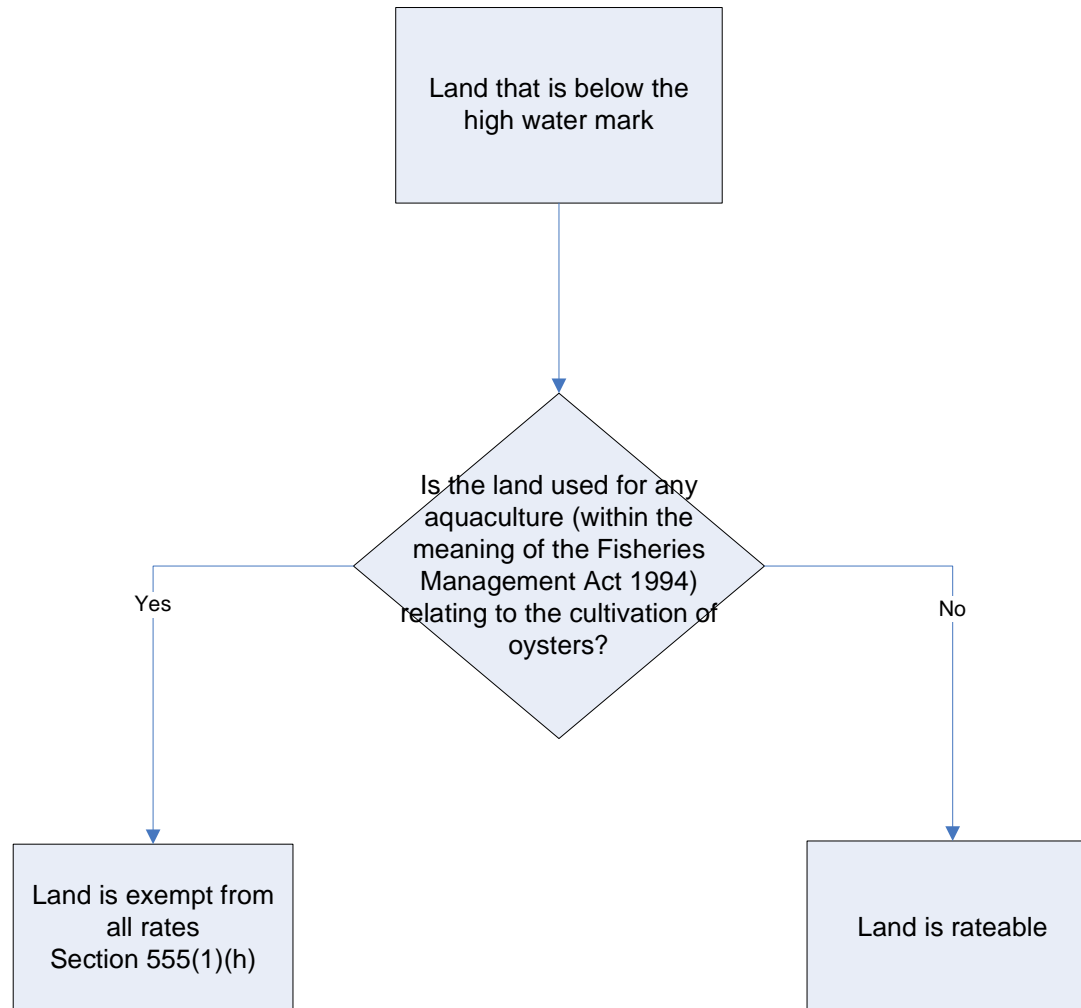 Land that is below the
high water mark
Is the land used for any
aquaculture (within the
meaning of the Fisheries
Management Act 1994)
relating to the cultivation of
oysters?
Yes
No
Land is exempt from
all rates
Section 555(1)(h)
Land is rateable